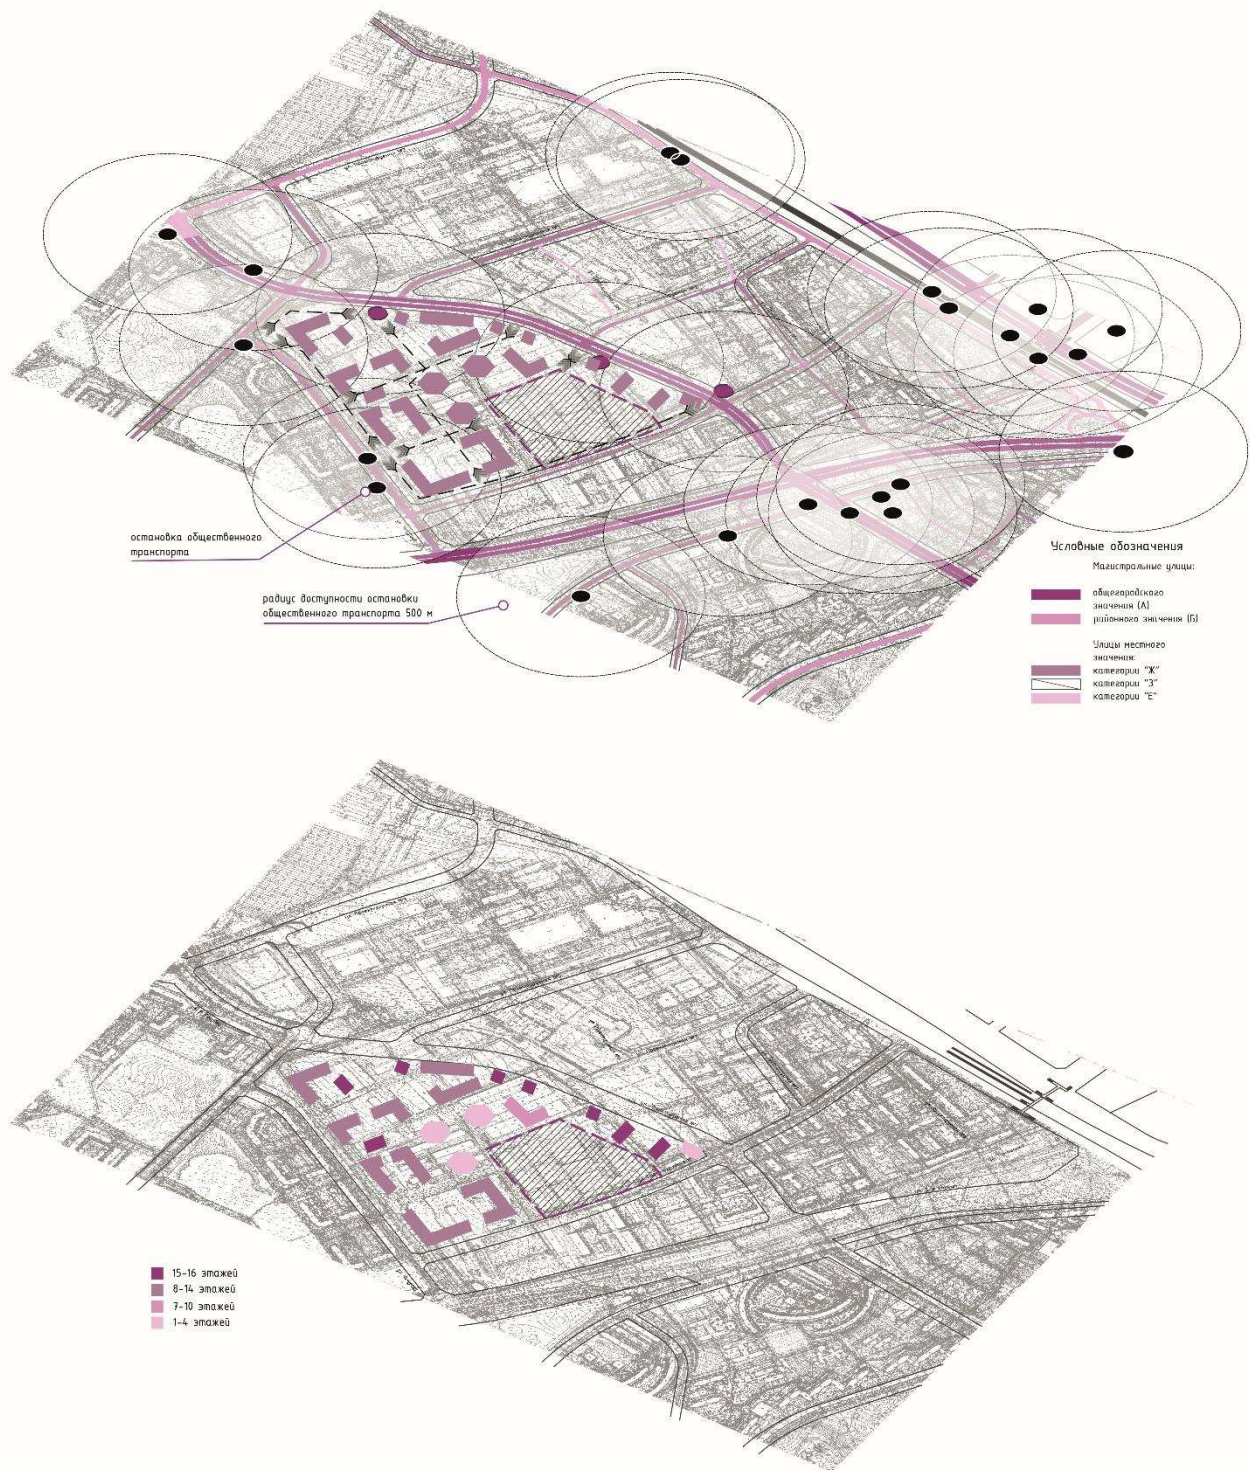 остановка общественного
транспорта
радиус доступности остановки
общественного транспорта 500 м
Условные обозначения
Магистральные улицы:
общегородского
значения (А)
районного значения (Б)
Улицы местного
значения:
категории "Ж"
категории "З"
категории "Е"
15-16 этажей
8-14 этажей
7-10 этажей
1-4 этажей